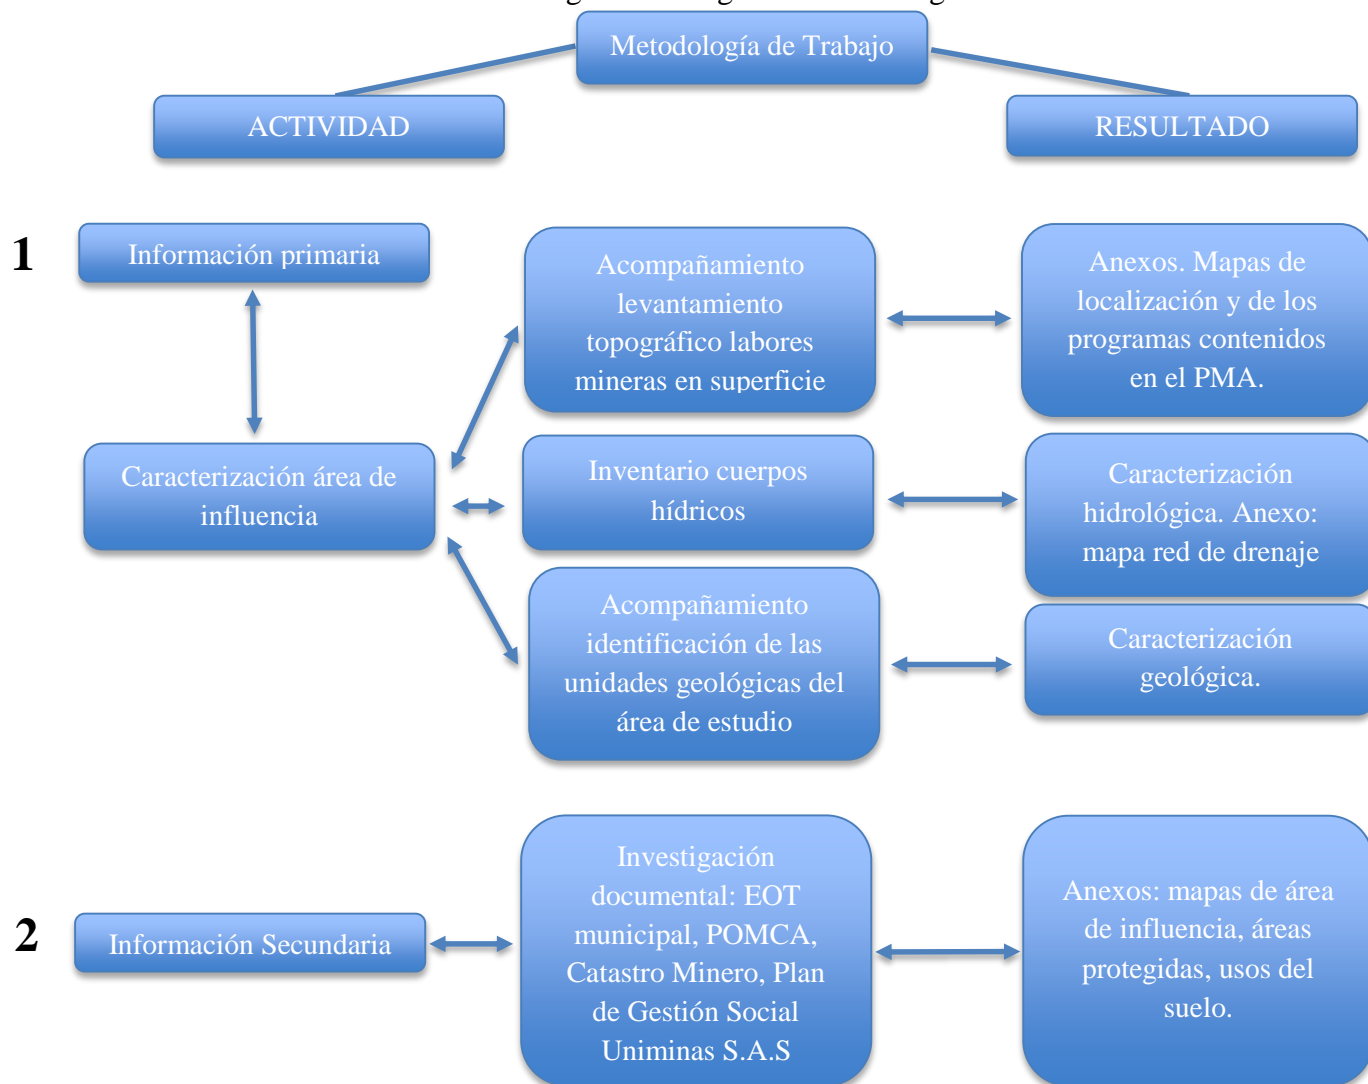 Metodología de Trabajo
ACTIVIDAD
RESULTADO
1
Información primaria
Acompañamiento
levantamiento
topográfico labores
mineras en superficie
Anexos. Mapas de
localización y de los
programas contenidos
en el PMA.
Caracterización área de
influencia
Inventario cuerpos
hídricos
Caracterización
hidrológica. Anexo:
mapa red de drenaje
Acompañamiento
identificación de las
unidades geológicas del
área de estudio
Caracterización
geológica.
2
Información Secundaria
Investigación
documental: EOT
municipal, POMCA,
Catastro Minero, Plan
de Gestión Social
Uniminas S.A.S
Anexos: mapas de área
de influencia, áreas
protegidas, usos del
suelo.